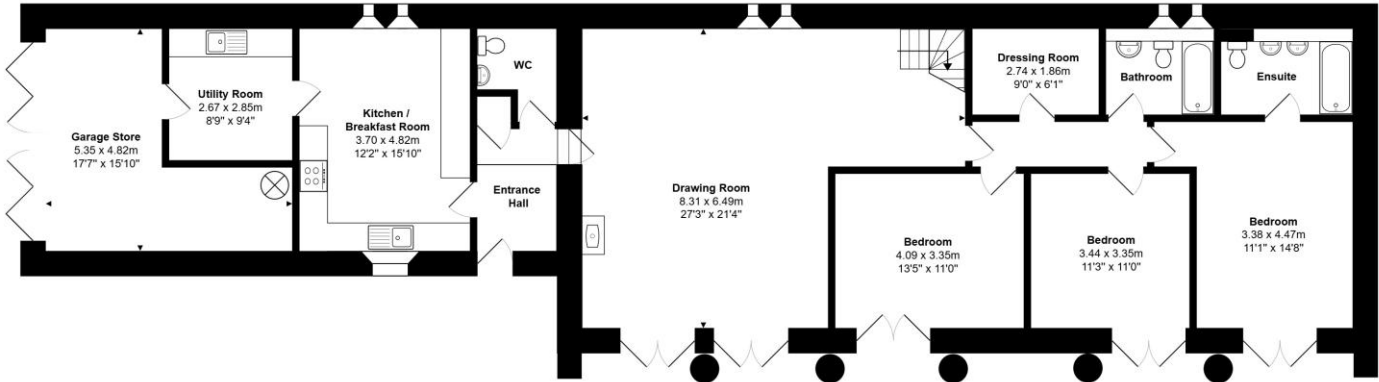 Garage Store
5.35 x 4.82m
17'7" x 15'10"
Utility Room
2.67 x 2.85m
8'9" x 9'4"
Kitchen /
Breakfast Room
3.70 x 4.82m
12'2" x 15'10"
WC
Entrance
Hall
Drawing Room
8.31 x 6.49m
27'3" x 21'4"
Dressing Room
2.74 x 1.86m
9'0" x 6'1"
Bathroom
Ensuite
Bedroom
4.09 x 3.35m
13'5" x 11'0"
Bedroom
3.44 x 3.35m
11'3" x 11'0"
Bedroom
3.38 x 4.47m
11'1" x 14'8"